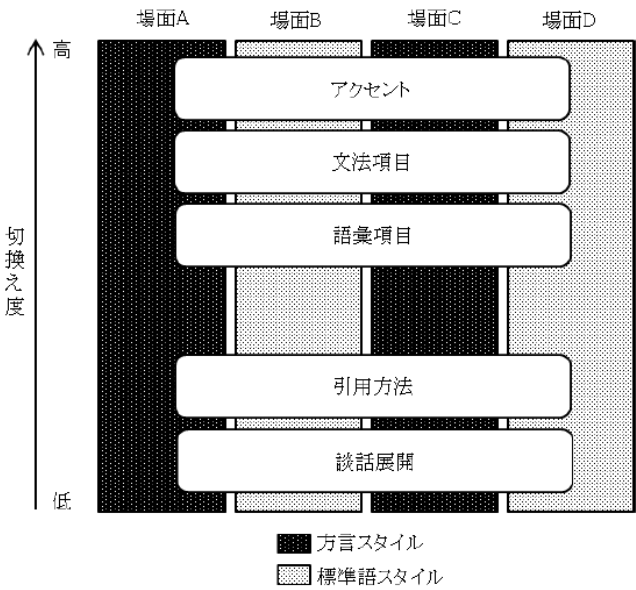 場面A 場面B 場面C 場面D
高
アクセント
文法項目
語彙項目
切換え度
引用方法
談話展開
低
方言スタイル
標準語スタイル